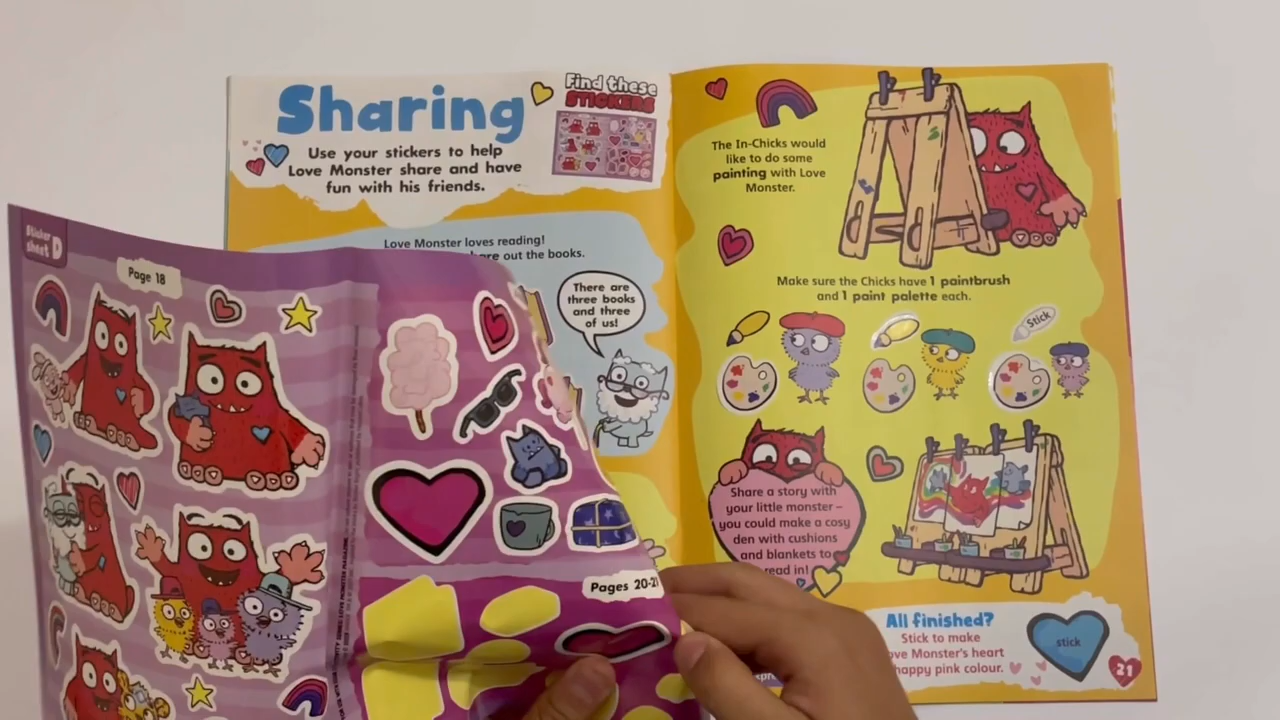 Sharing
Find these
STICKERS
Use your stickers to help
Love Monster share and have
fun with his friends.
Love Monster loves reading!
out the books.
There are
three books
and three
of us!
The In-Chicks would
like to do some
painting with Love
Monster.
Make sure the Chicks have 1 paintbrush
and 1 paint palette each.
Stick
Share a story with
your little monster –
you could make a cosy
den with cushions
and blankets to
read in!
All finished?
Stick to make
Love Monster's heart
happy pink colour.
stick
21
Sticker
sheet D
Page 18
Pages 20-21